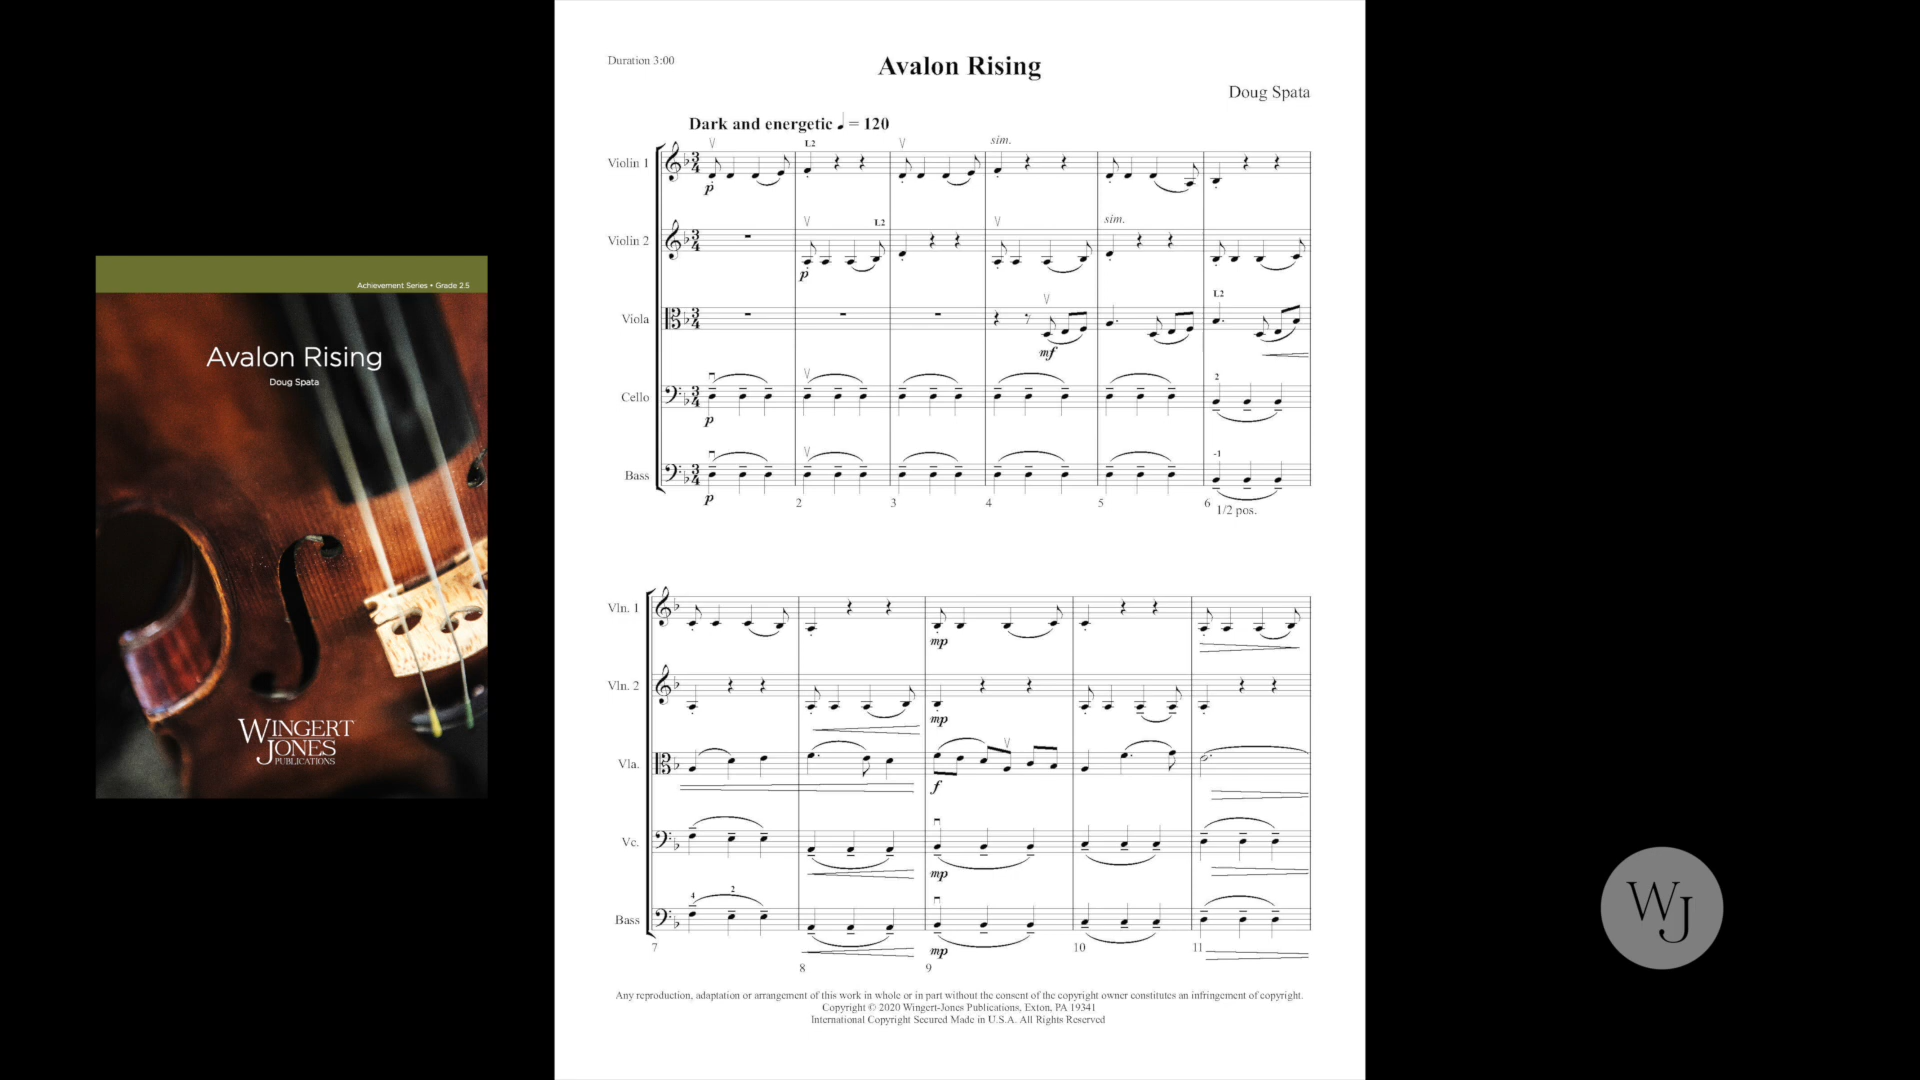 Achievement Series • Grade 2.5
Avalon Rising
Doug Spata
WINGERT
JONES
PUBLICATIONS
Duration 3:00
Avalon Rising
Doug Spata
Dark and energetic ♩ = 120
Violin 1
L2
sim.
p
Violin 2
L2
sim.
p
Viola
L2
mf
Cello
2
p
Bass
-1
p
2 3 4 5 6
1/2 pos.
Vln. 1
mp
Vln. 2
mp
Vla.
f
Vc.
mp
Bass
4 2
mp
7 8 9 10 11
Any reproduction, adaptation or arrangement of this work in whole or in part without the consent of the copyright owner constitutes an infringement of copyright.
Copyright © 2020 Wingert-Jones Publications, Exton, PA 19341
International Copyright Secured Made in U.S.A. All Rights Reserved
WJ